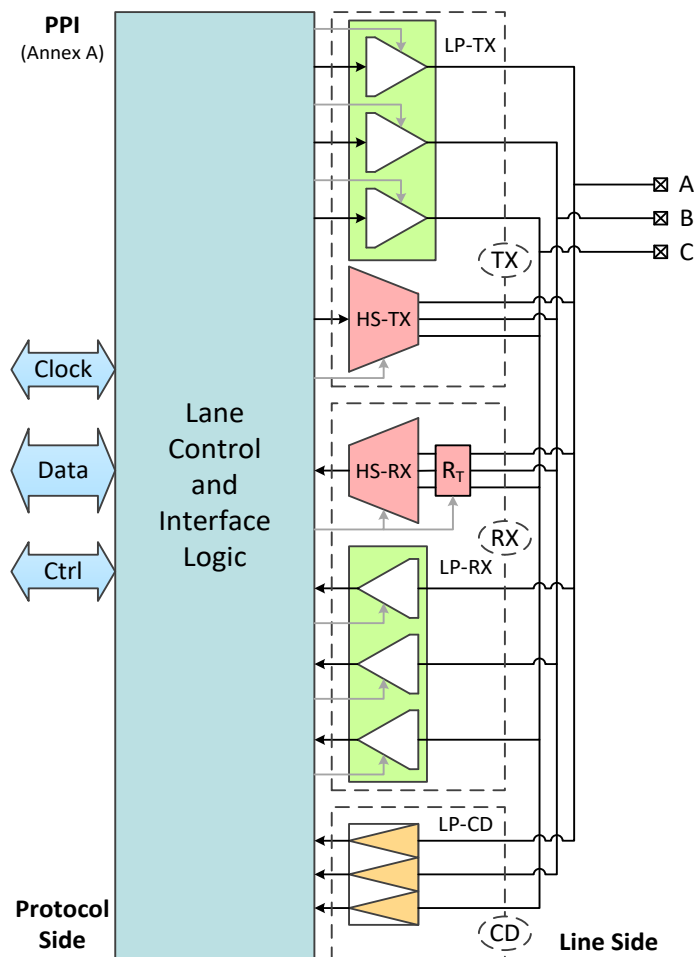 PPI
(Annex A)
LP-TX
A
B
C
TX
HS-TX
Clock
Lane
Control
and
Interface
Logic
Data
HS-RX
RT
RX
Ctrl
LP-RX
LP-CD
Protocol
Side
CD
Line Side